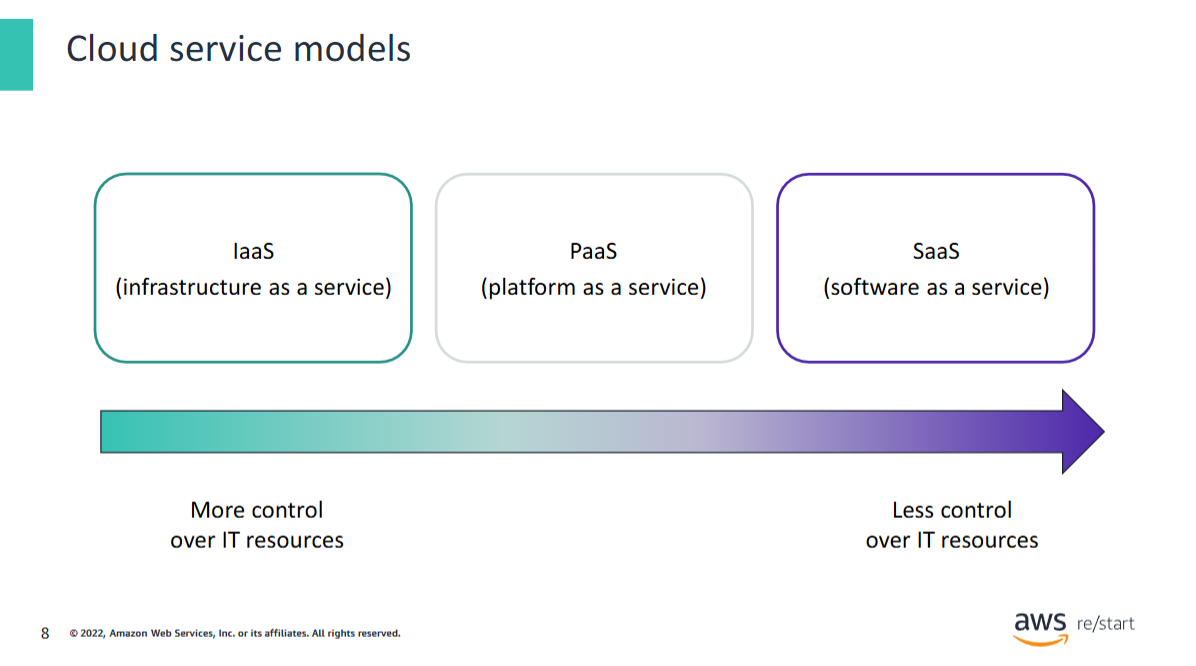 Cloud service models
IaaS
(infrastructure as a service)
PaaS
(platform as a service)
SaaS
(software as a service)
More control
over IT resources
Less control
over IT resources
8
© 2022, Amazon Web Services, Inc. or its affiliates. All rights reserved.
aws re/start